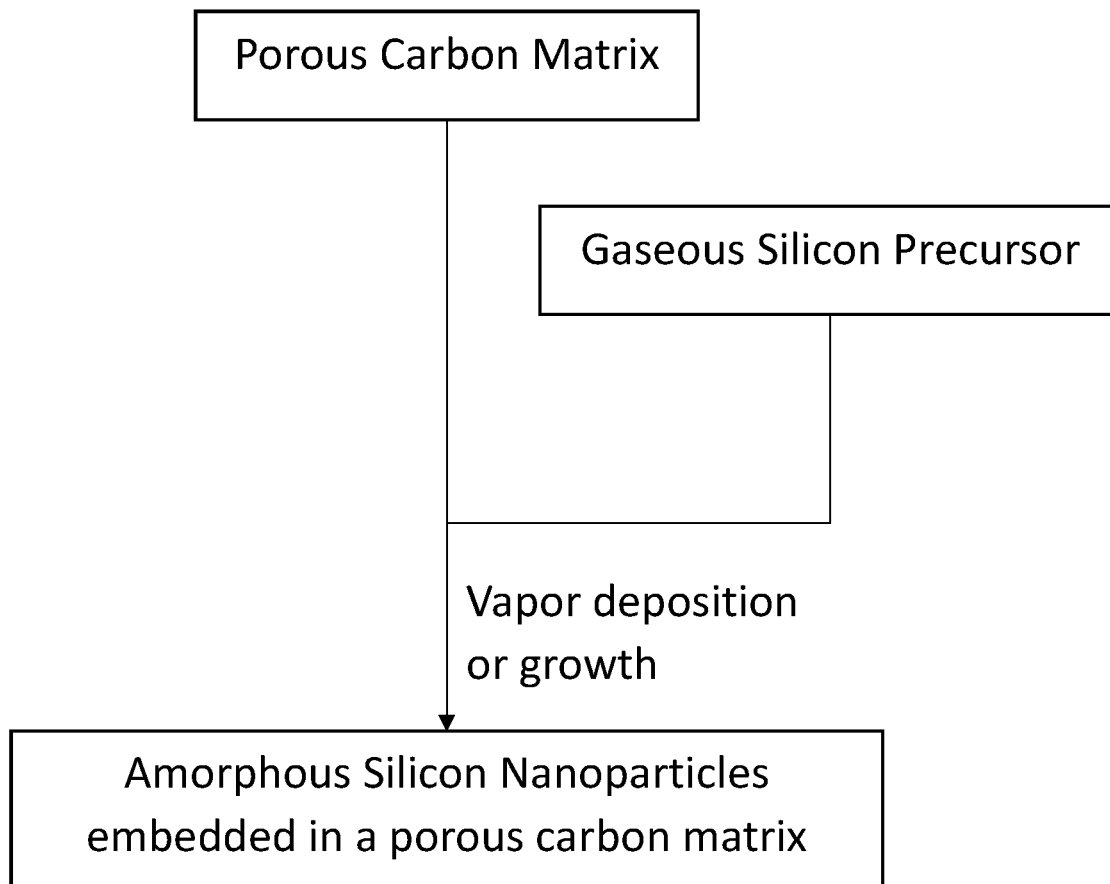 Porous Carbon Matrix
Gaseous Silicon Precursor
Vapor deposition
or growth
Amorphous Silicon Nanoparticles
embedded in a porous carbon matrix